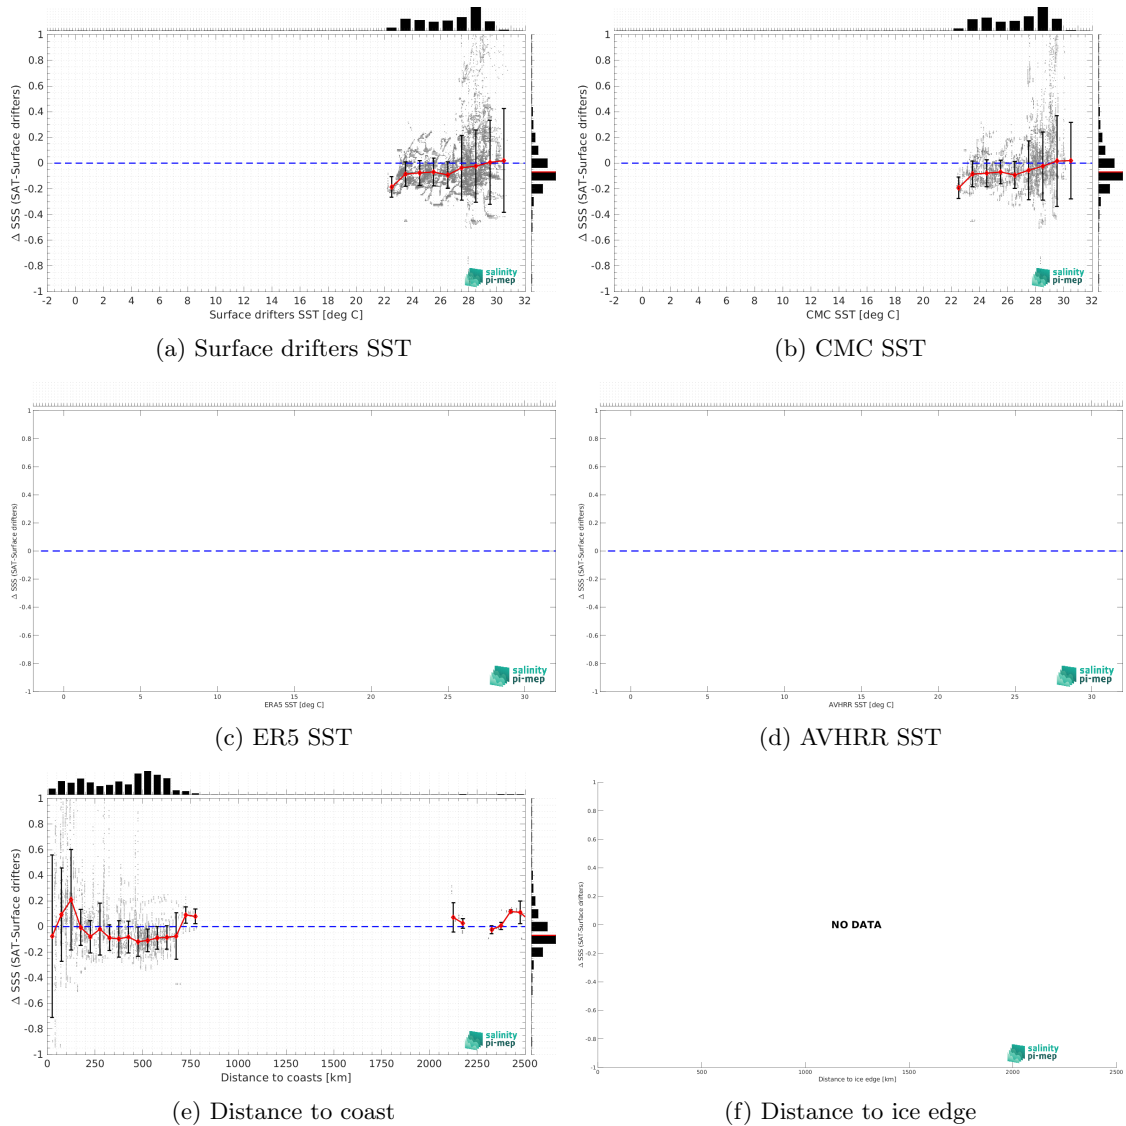 1
0.8
0.6
0.4
0.2
0
-0.2
-0.4
-0.6
-0.8
-1
Δ SSS (SAT-Surface drifters)
-2 0 2 4 6 8 10 12 14 16 18 20 22 24 26 28 30 32
Surface drifters SST [deg C]
salinity
pi-mep
(a) Surface drifters SST
1
0.8
0.6
0.4
0.2
0
-0.2
-0.4
-0.6
-0.8
-1
Δ SSS (SAT-Surface drifters)
-2 0 2 4 6 8 10 12 14 16 18 20 22 24 26 28 30 32
CMC SST [deg C]
salinity
pi-mep
(b) CMC SST
1
0.8
0.6
0.4
0.2
0
-0.2
-0.4
-0.6
-0.8
-1
Δ SSS (SAT-Surface drifters)
0 5 10 15 20 25 30
ERA5 SST [deg C]
salinity
pi-mep
(c) ER5 SST
1
0.8
0.6
0.4
0.2
0
-0.2
-0.4
-0.6
-0.8
-1
Δ SSS (SAT-Surface drifters)
0 5 10 15 20 25 30
AVHRR SST [deg C]
salinity
pi-mep
(d) AVHRR SST
1
0.8
0.6
0.4
0.2
0
-0.2
-0.4
-0.6
-0.8
-1
Δ SSS (SAT-Surface drifters)
0 250 500 750 1000 1250 1500 1750 2000 2250 2500
Distance to coasts [km]
salinity
pi-mep
(e) Distance to coast
1
0.8
0.6
0.4
0.2
0
-0.2
-0.4
-0.6
-0.8
-1
Δ SSS (SAT-Surface drifters)
NO DATA
0 500 1000 1500 2000 2500
Distance to ice edge [km]
salinity
pi-mep
(f) Distance to ice edge